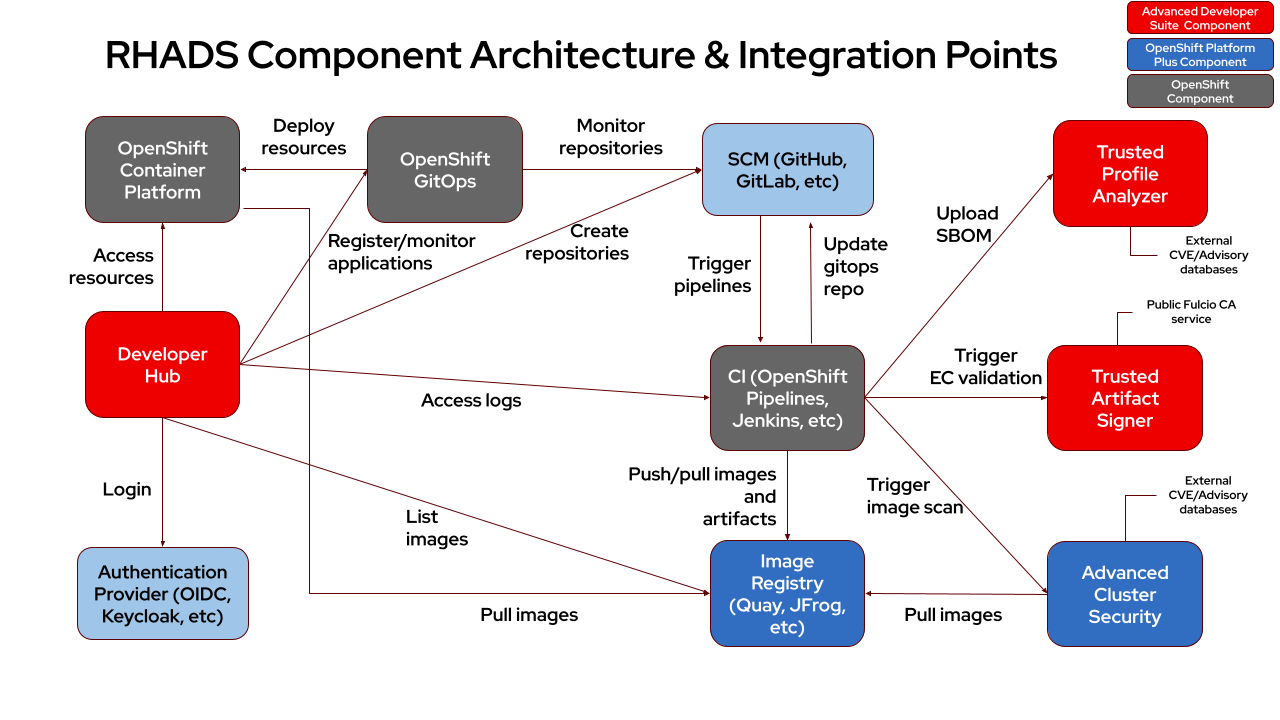 Advanced Developer
Suite  Component
OpenShift Platform
Plus Component
OpenShift
Component
RHADS Component Architecture & Integration Points
OpenShift
Container
Platform
Deploy
resources
OpenShift
GitOps
Monitor
repositories
SCM (GitHub,
GitLab, etc)
Trusted
Profile
Analyzer
Access
resources
Register/monitor
applications
Create
repositories
Trigger
pipelines
Update
gitops
repo
Upload
SBOM
External
CVE/Advisory
databases
Public Fulcio CA
service
Developer
Hub
Access logs
CI (OpenShift
Pipelines,
Jenkins, etc)
Trigger
EC validation
Trusted
Artifact
Signer
Login
List
images
Push/pull images
and
artifacts
Trigger
image scan
External
CVE/Advisory
databases
Authentication
Provider (OIDC,
Keycloak, etc)
Pull images
Image
Registry
(Quay, JFrog,
etc)
Pull images
Advanced
Cluster
Security